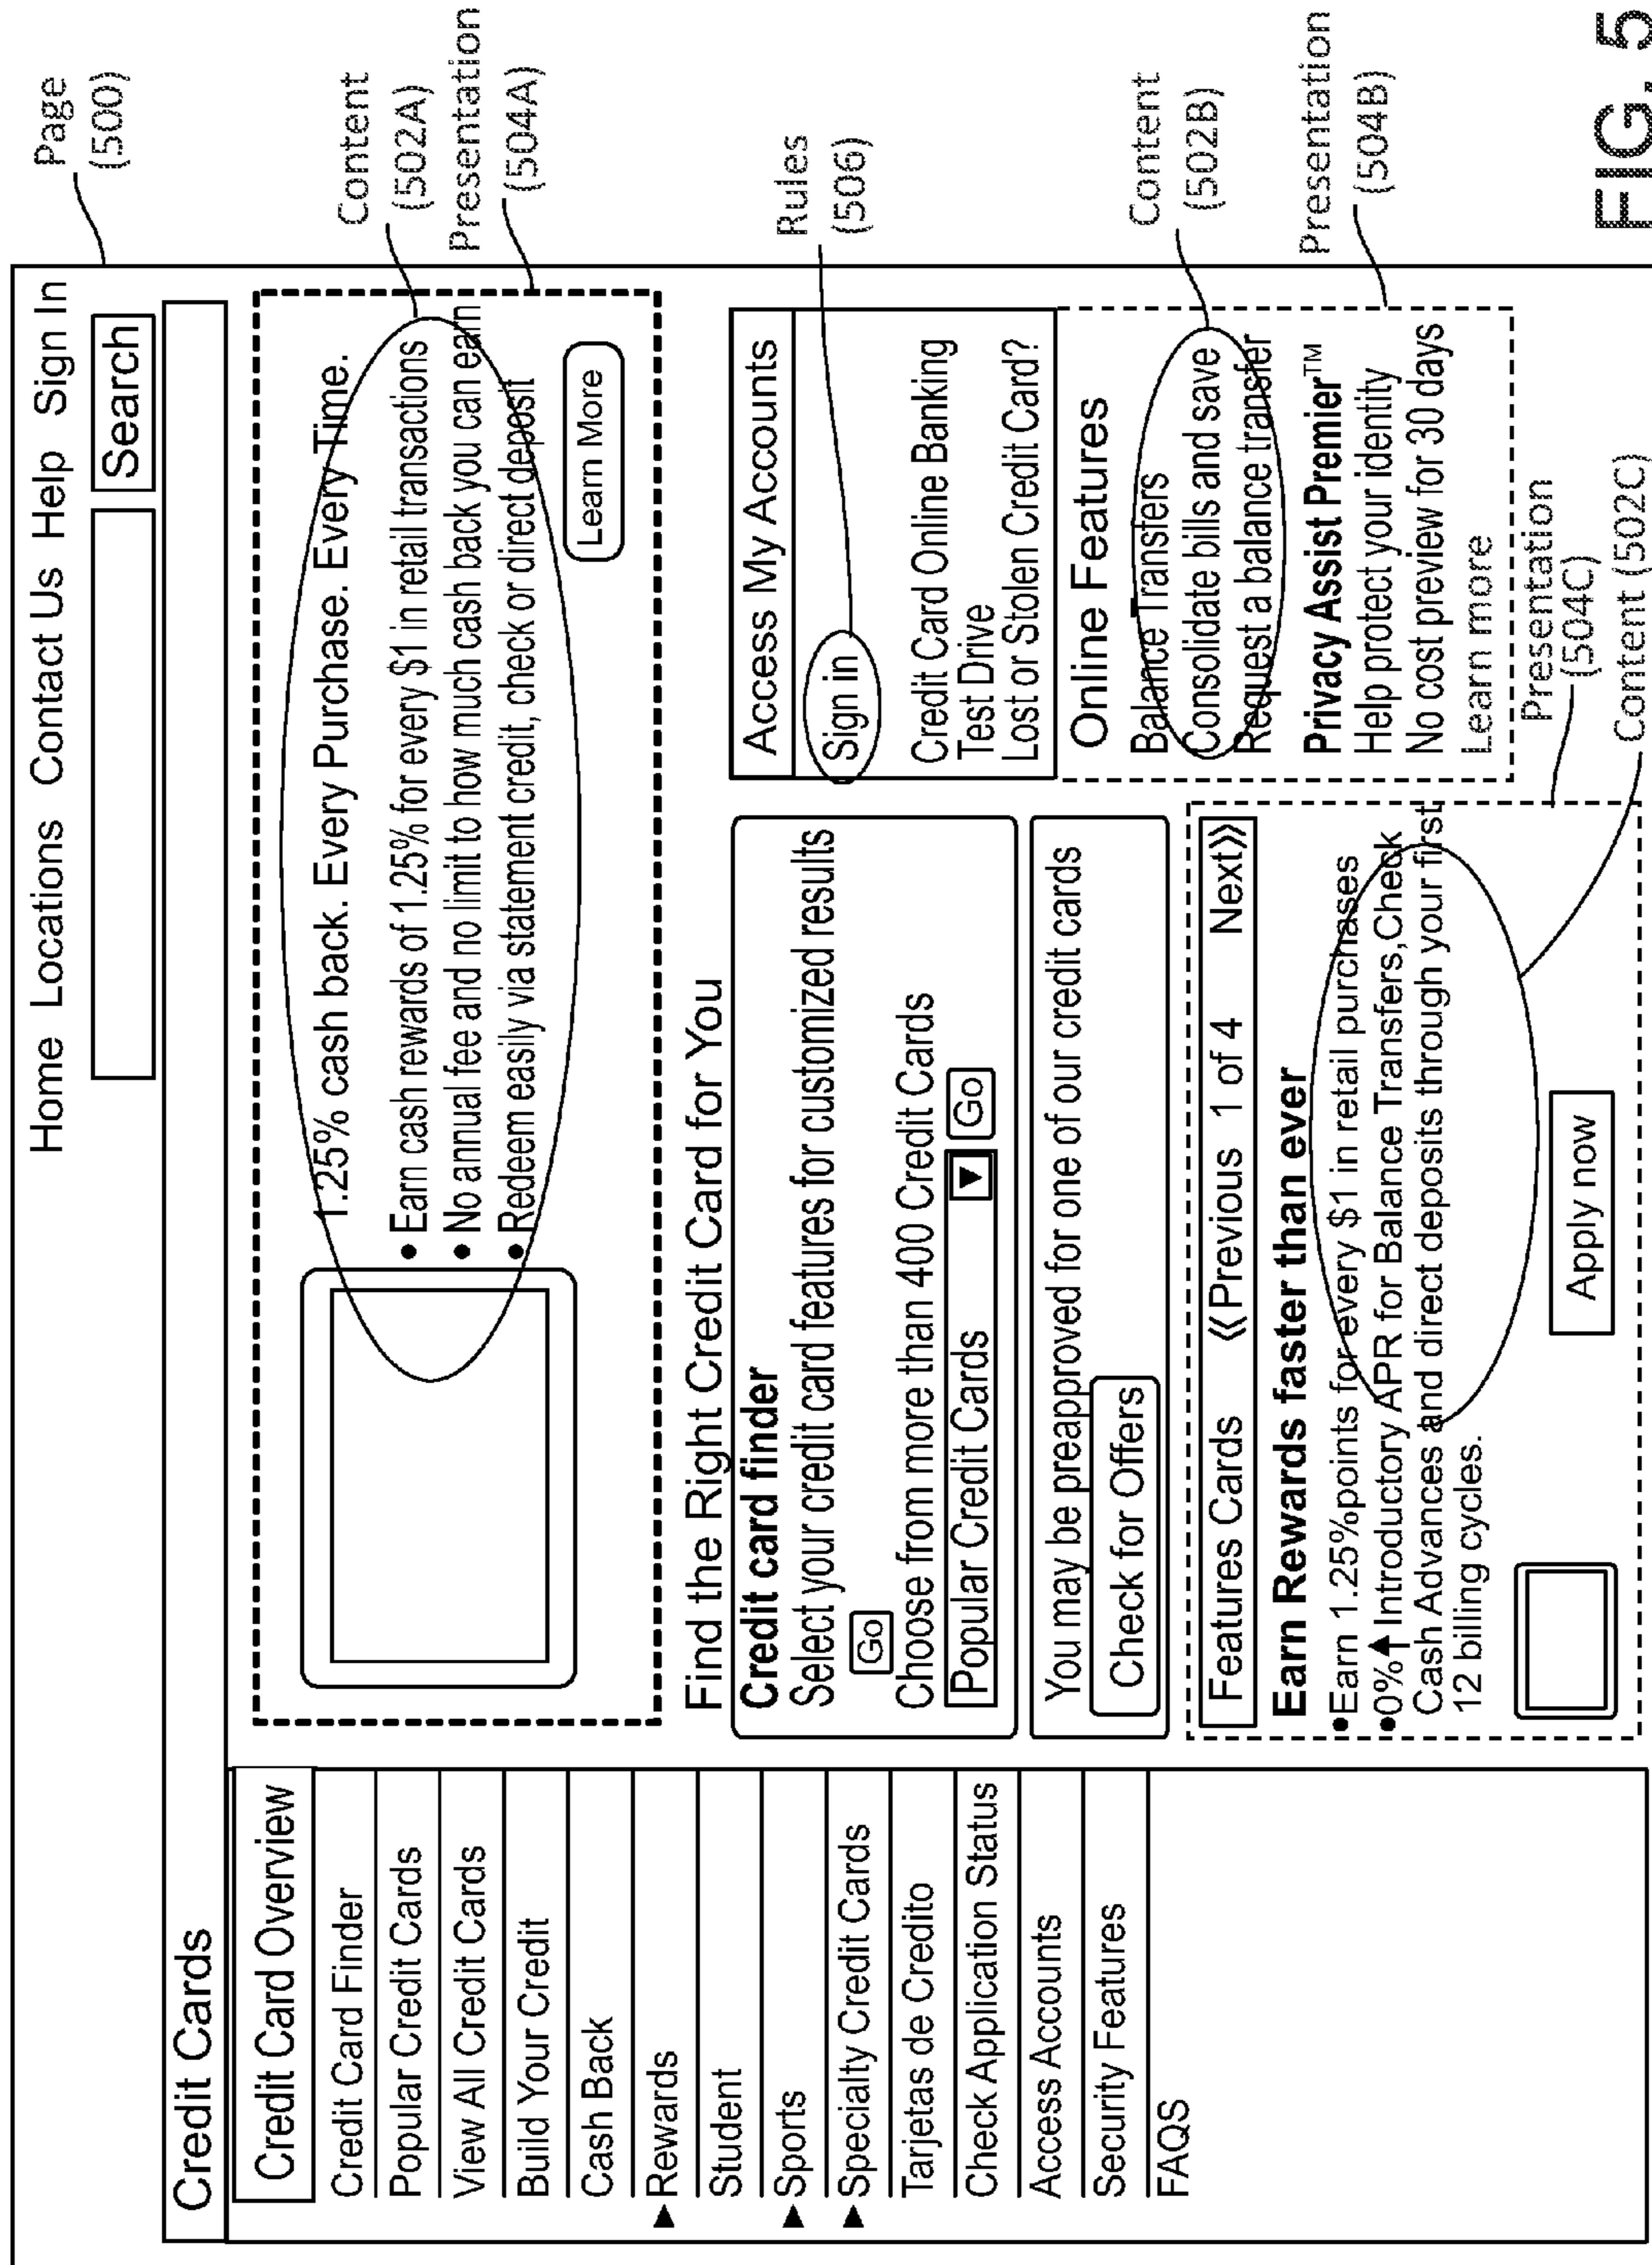 Home Locations Contact Us Help Sign In
Search
Page
(500)
Credit Cards
Credit Card Overview
Credit Card Finder
Popular Credit Cards
View All Credit Cards
Build Your Credit
Cash Back
▶Rewards
Student
▶Sports
▶Specialty Credit Cards
Tarjetas de Credito
Check Application Status
Access Accounts
Security Features
FAQS
1.25% cash back. Every Purchase. Every Time.
• Earn cash rewards of 1.25% for every $1 in retail transactions
• No annual fee and no limit to how much cash back you can earn
• Redeem easily via statement credit, check or direct deposit
Learn More
Content
(502A)
Presentation
(504A)
Find the Right Credit Card for You
Credit card finder
Select your credit card features for customized results
Go
Choose from more than 400 Credit Cards
Popular Credit Cards ▼ Go
You may be preapproved for one of our credit cards
Check for Offers
Features Cards «Previous 1 of 4 Next»
Earn Rewards faster than ever
•Earn 1.25%points for every $1 in retail purchases
•0% Introductory APR for Balance Transfers,Check
Cash Advances and direct deposits through your first
12 billing cycles.
Apply now
Access My Accounts
Sign in
Credit Card Online Banking
Test Drive
Lost or Stolen Credit Card?
Online Features
Balance Transfers
Consolidate bills and save
Request a balance transfer
Privacy Assist Premier™
Help protect your identity
No cost preview for 30 days
Learn more
Rules
(506)
Content
(502B)
Presentation
(504B)
Presentation
(504C)
Content (502C)
FIG. 5